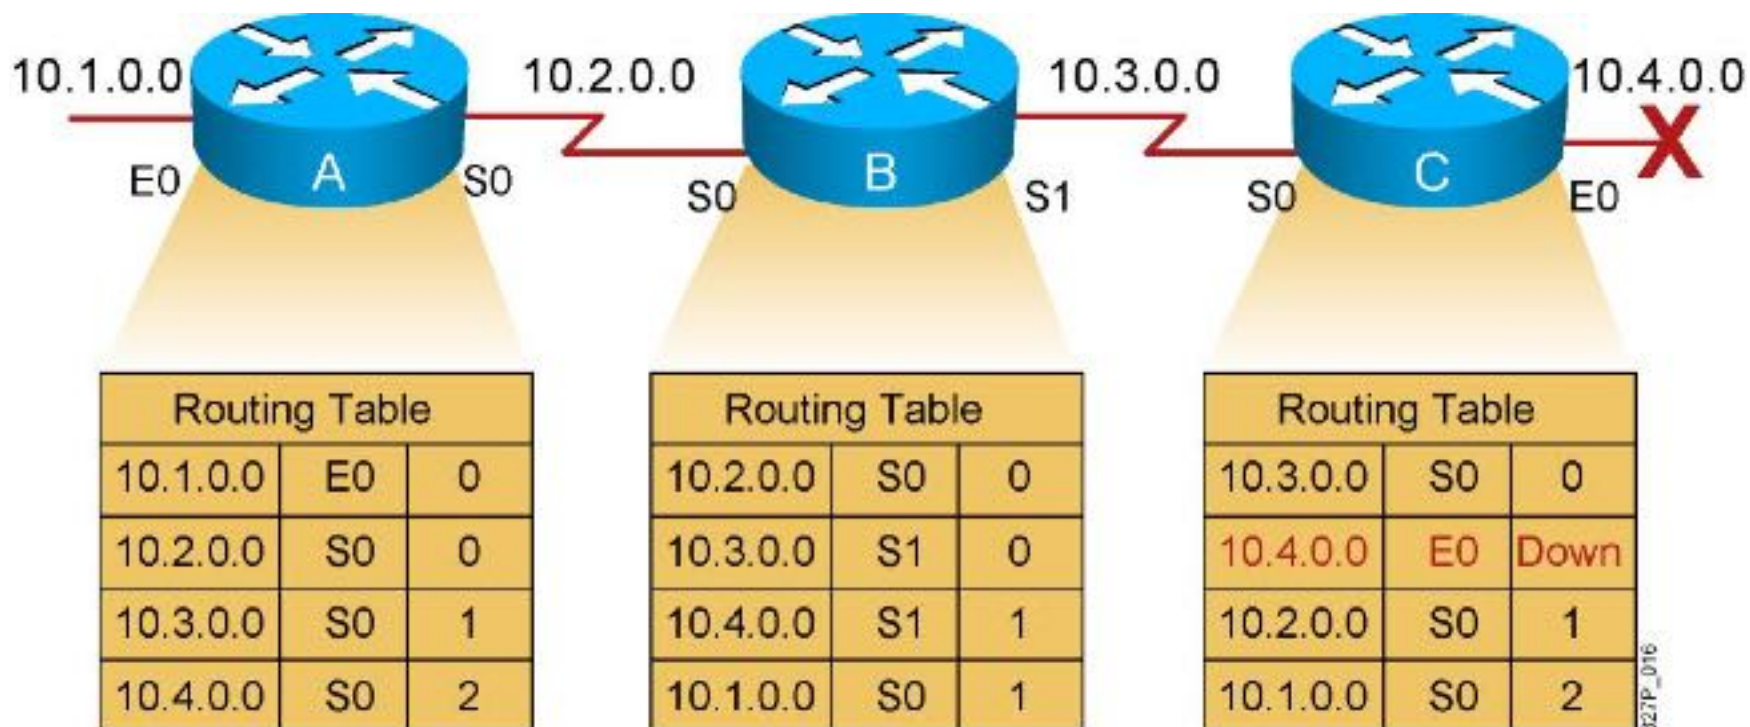 10.1.0.0 10.2.0.0 10.3.0.0 10.4.0.0
X
A B C
E0 S0 S0 S1 S0 E0
Routing Table
10.1.0.0 E0 0
10.2.0.0 S0 0
10.3.0.0 S0 1
10.4.0.0 S0 2
Routing Table
10.2.0.0 S0 0
10.3.0.0 S1 0
10.4.0.0 S1 1
10.1.0.0 S0 1
Routing Table
10.3.0.0 S0 0
10.4.0.0 E0 Down
10.2.0.0 S0 1
10.1.0.0 S0 2